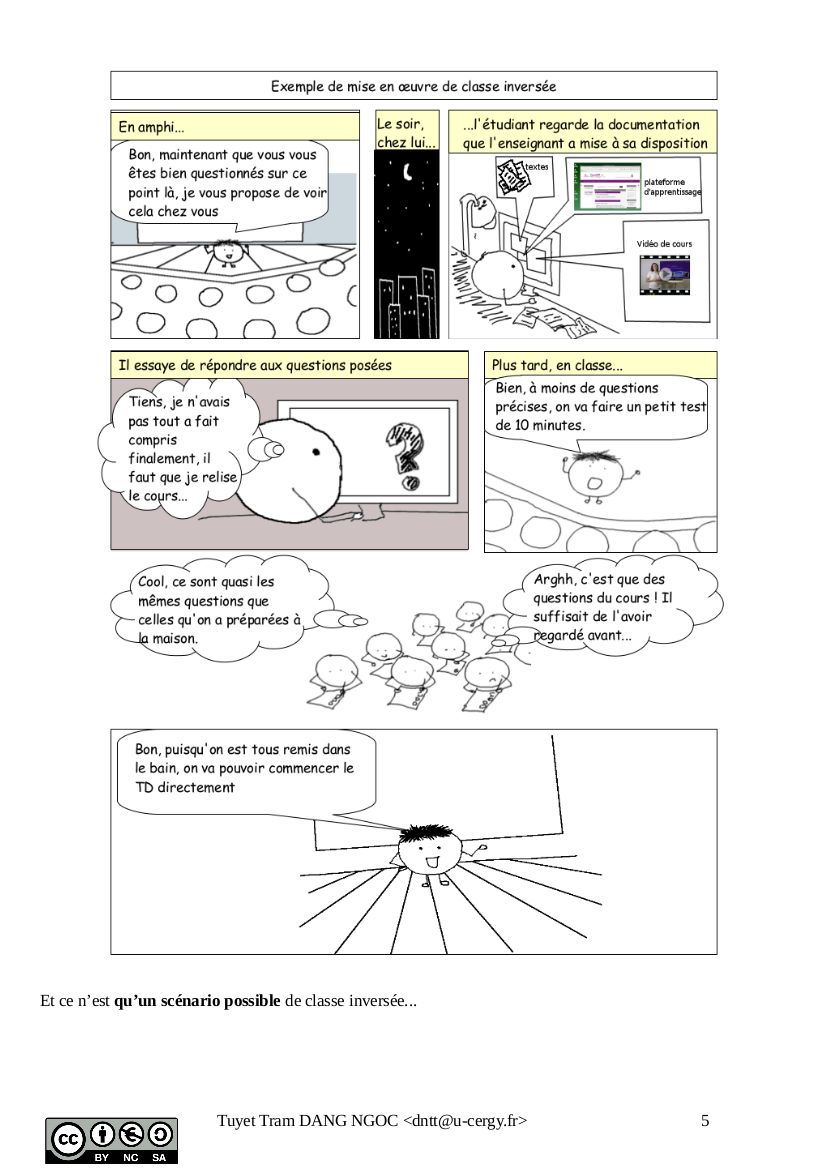 Exemple de mise en œuvre de classe inversée
En amphi...
Bon, maintenant que vous vous
êtes bien questionnés sur ce
point là, je vous propose de voir
cela chez vous
Le soir,
chez lui...
...l'étudiant regarde la documentation
que l'enseignant a mise à sa disposition
textes
plateforme
d'apprentissage
Vidéo de cours
Il essaye de répondre aux questions posées
Tiens, je n'avais
pas tout a fait
compris
finalement, il
faut que je relise
le cours...
?
Plus tard, en classe...
Bien, à moins de questions
précises, on va faire un petit test
de 10 minutes.
Cool, ce sont quasi les
mêmes questions que
celles qu'on a préparées à
la maison.
Arghh, c'est que des
questions du cours ! Il
suffisait de l'avoir
regardé avant...
Bon, puisqu'on est tous remis dans
le bain, on va pouvoir commencer le
TD directement
Et ce n’est qu’un scénario possible de classe inversée...
Tuyet Tram DANG NGOC <dntt@u-cergy.fr>
5
cc
BY NC SA